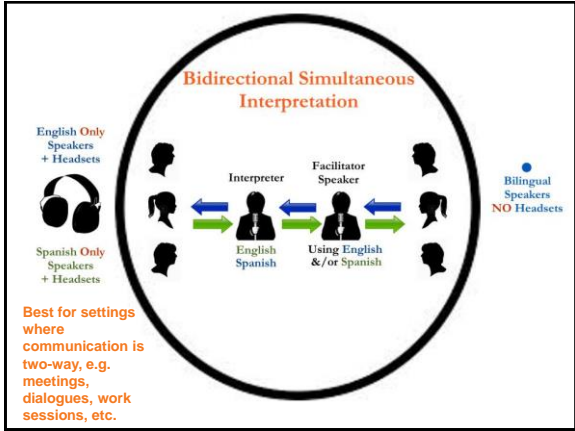 Bidirectional Simultaneous
Interpretation
English Only
Speakers
+ Headsets
Spanish Only
Speakers
+ Headsets
Interpreter
English
Spanish
Facilitator
Speaker
Using English
&/or Spanish
Bilingual
Speakers
NO Headsets
Best for settings
where
communication is
two-way, e.g.
meetings,
dialogues, work
sessions, etc.